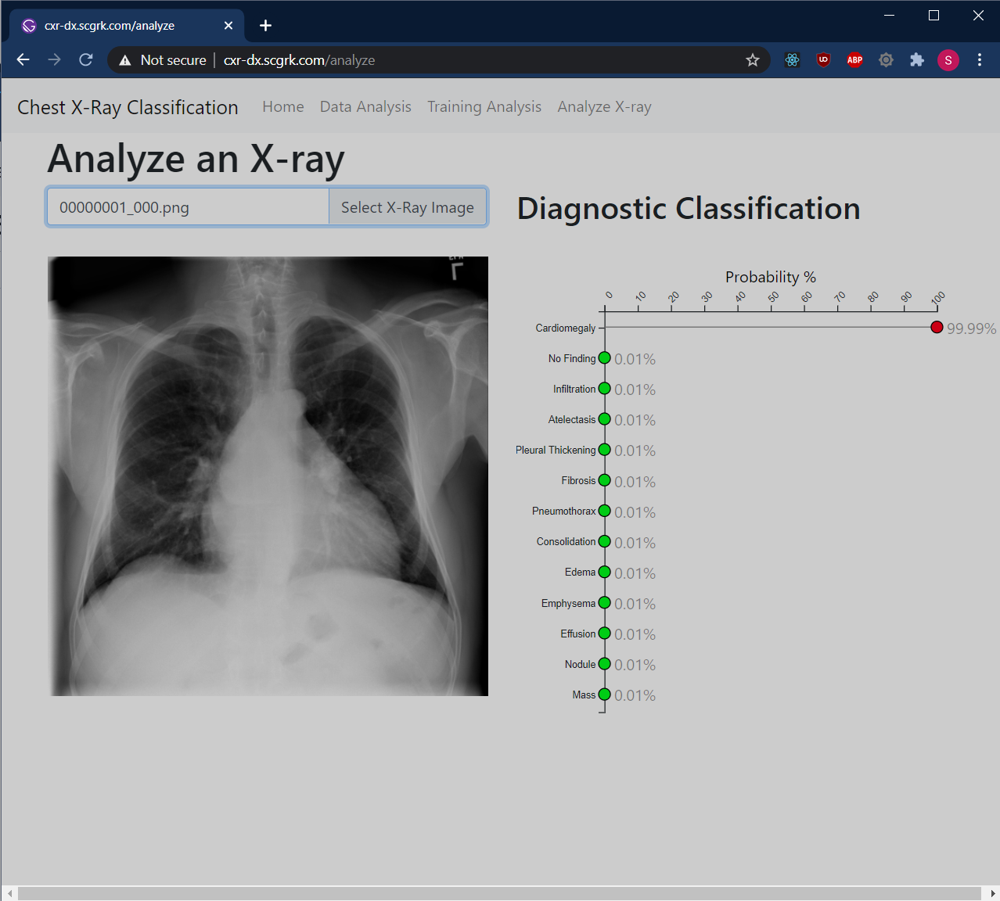 cxr-dx.scgrk.com/analyze
Not secure | cxr-dx.scgrk.com/analyze
ABP
S
Chest X-Ray Classification Home Data Analysis Training Analysis Analyze X-ray
Analyze an X-ray
00000001_000.png Select X-Ray Image
Diagnostic Classification
L
Probability %
0 10 20 30 40 50 60 70 80 90 100
Cardiomegaly 99.99%
No Finding 0.01%
Infiltration 0.01%
Atelectasis 0.01%
Pleural Thickening 0.01%
Fibrosis 0.01%
Pneumothorax 0.01%
Consolidation 0.01%
Edema 0.01%
Emphysema 0.01%
Effusion 0.01%
Nodule 0.01%
Mass 0.01%